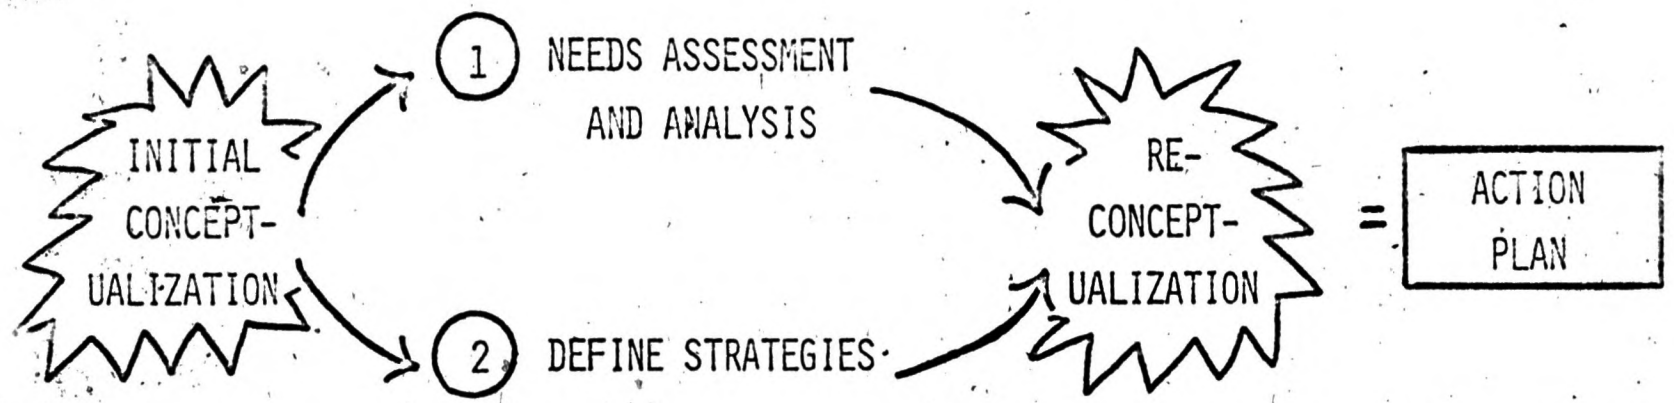 INITIAL
CONCEPT-
UALIZATION
1
NEEDS ASSESSMENT
AND ANALYSIS
2
DEFINE STRATEGIES
RE-
CONCEPT-
UALIZATION
=
ACTION
PLAN